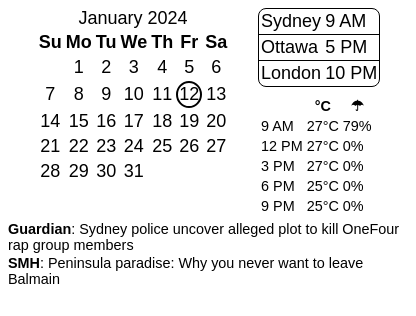 January 2024
Su Mo Tu We Th Fr Sa
1 2 3 4 5 6
7 8 9 10 11 12 13
14 15 16 17 18 19 20
21 22 23 24 25 26 27
28 29 30 31
Sydney 9 AM
Ottawa 5 PM
London 10 PM
°C ☂
9 AM 27°C 79%
12 PM 27°C 0%
3 PM 27°C 0%
6 PM 25°C 0%
9 PM 25°C 0%
Guardian: Sydney police uncover alleged plot to kill OneFour
rap group members
SMH: Peninsula paradise: Why you never want to leave
Balmain